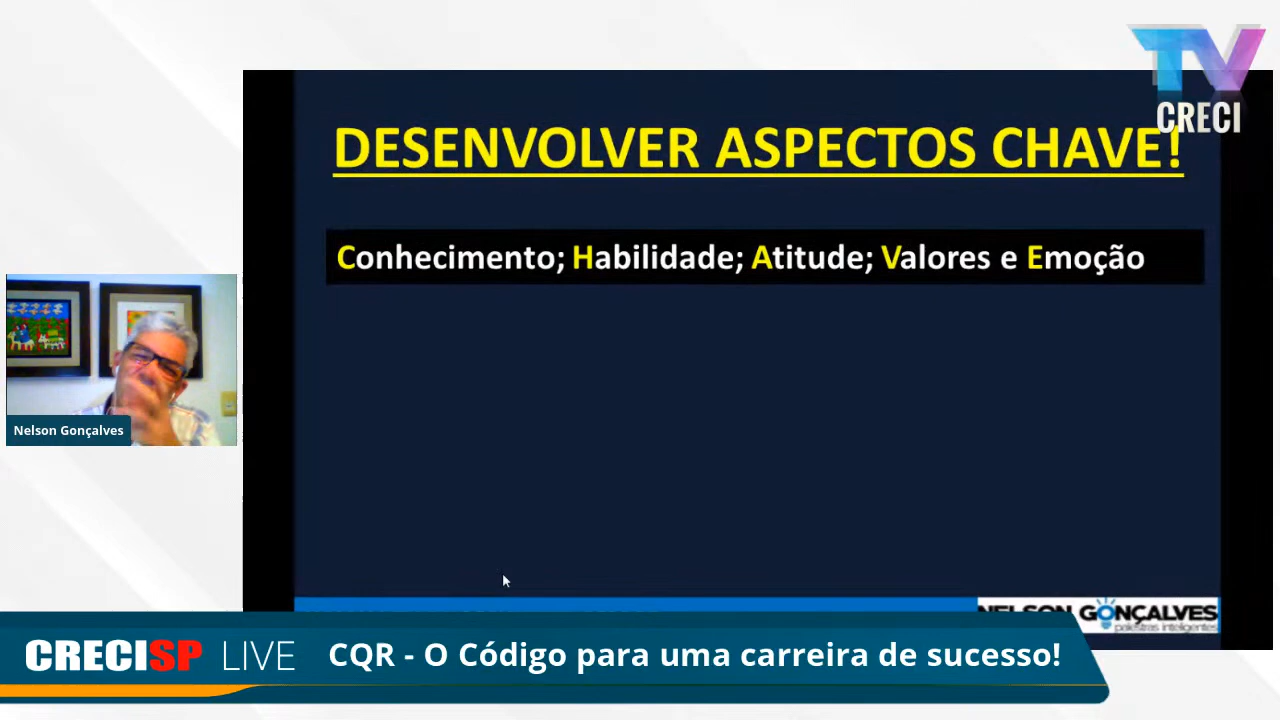 TV
CRECI
DESENVOLVER ASPECTOS CHAVE!
Conhecimento; Habilidade; Atitude; Valores e Emoção
Nelson Gonçalves
NELSON GONÇALVES
palestras inteligentes
CRECISP LIVE
CQR - O Código para uma carreira de sucesso!